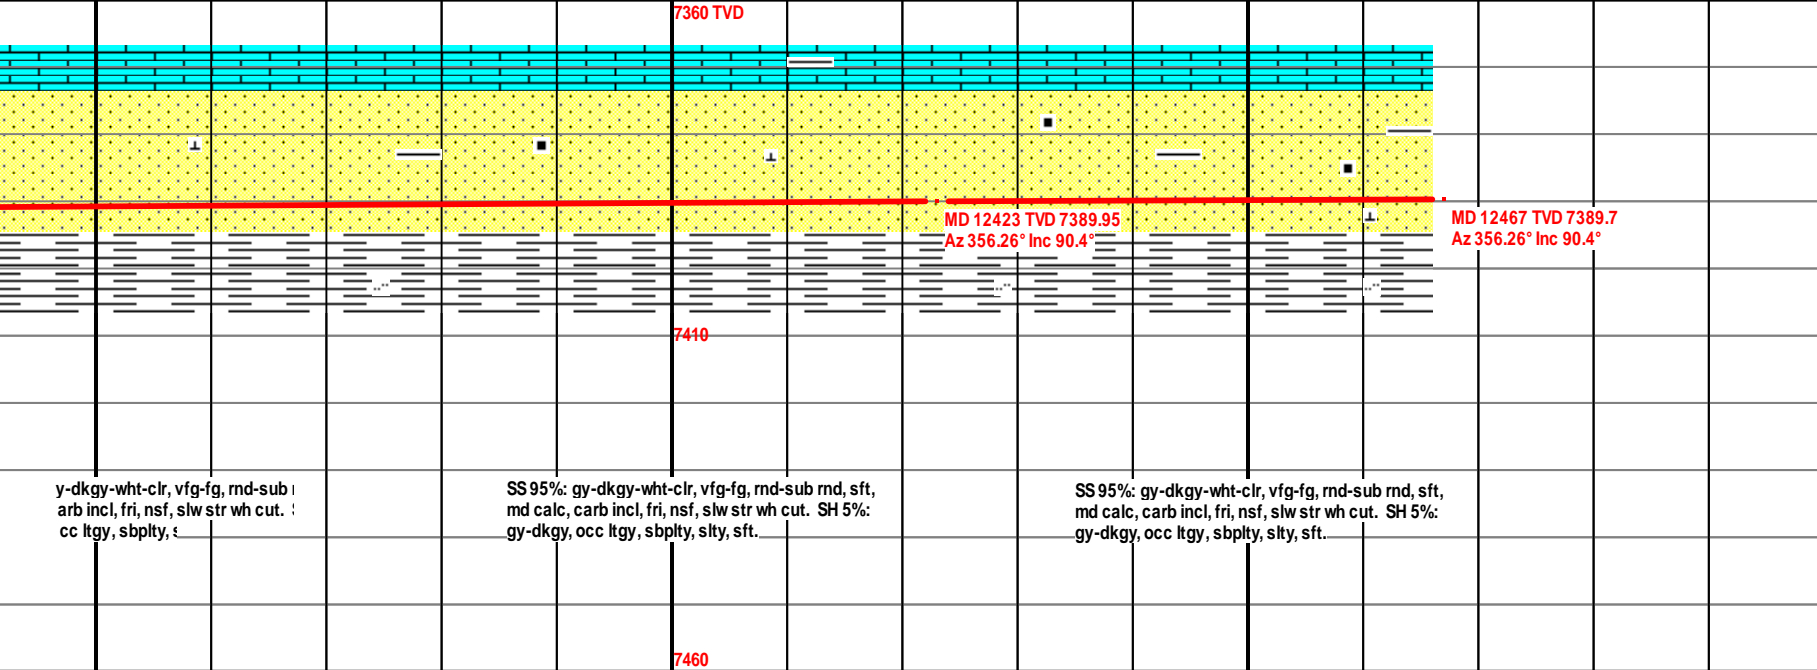 7360 TVD
MD 12423 TVD 7389.95
Az 356.26° Inc 90.4°
MD 12467 TVD 7389.7
Az 356.26° Inc 90.4°
7410
y-dkgy-wht-clr, vfg-fg, rnd-sub
arb incl, fri, nsf, slw str wh cut.
cc ltgy, sbplty,
SS 95%: gy-dkgy-wht-clr, vfg-fg, rnd-sub rnd, sft,
md calc, carb incl, fri, nsf, slw str wh cut.  SH 5%:
gy-dkgy, occ ltgy, sbplty, slty, sft.
SS 95%: gy-dkgy-wht-clr, vfg-fg, rnd-sub rnd, sft,
md calc, carb incl, fri, nsf, slw str wh cut.  SH 5%:
gy-dkgy, occ ltgy, sbplty, slty, sft.
7460